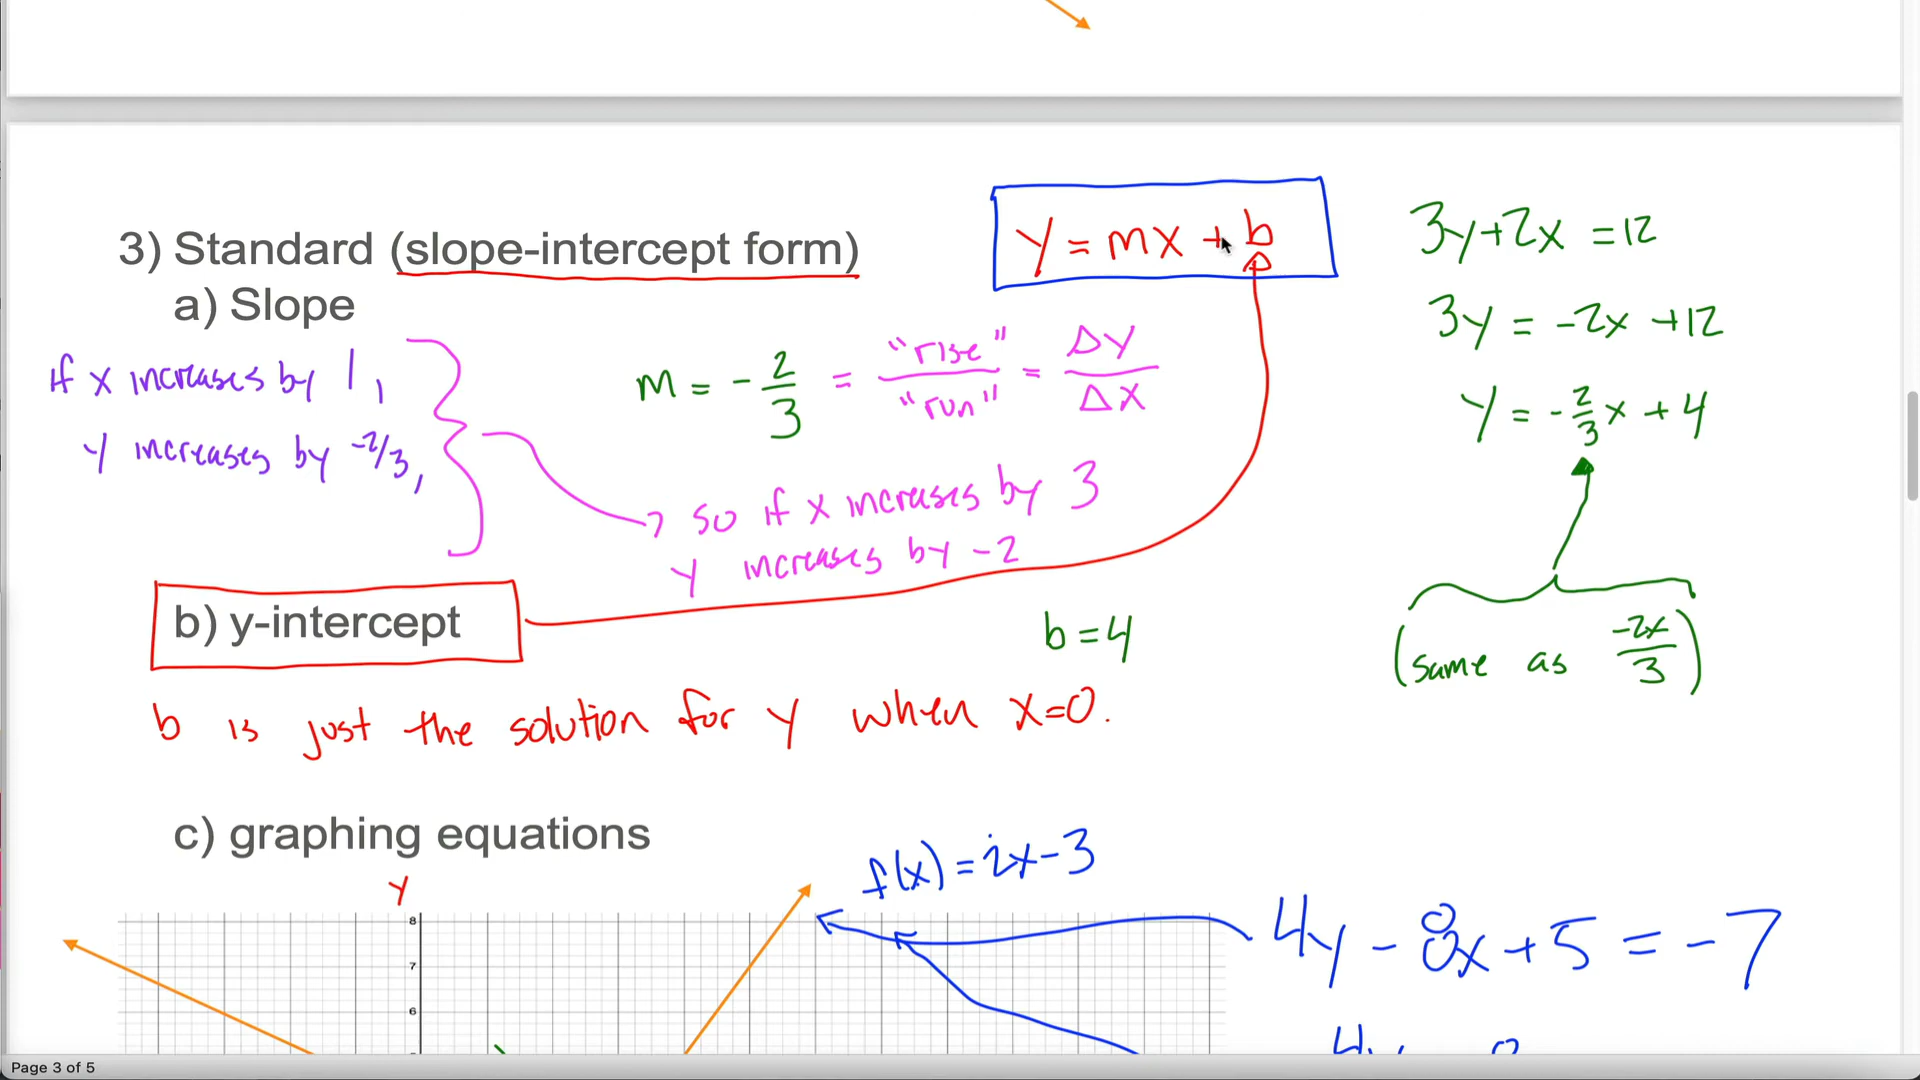 3) Standard (slope-intercept form)
y = mx + b
3y+2x =12
a) Slope
3y = -2x +12
If x increases by 1,
m = - 2/3 = "rise"/"run" = ΔY/ΔX
y = -2/3 x + 4
y increases by -2/3,
so if x increases by 3
y increases by -2
b) y-intercept
b=4
(same as -2x/3)
b is just the solution for y when x=0.
c) graphing equations
f(x) = 2x-3
y
8
4y - 8x + 5 = -7
7
6
Page 3 of 5